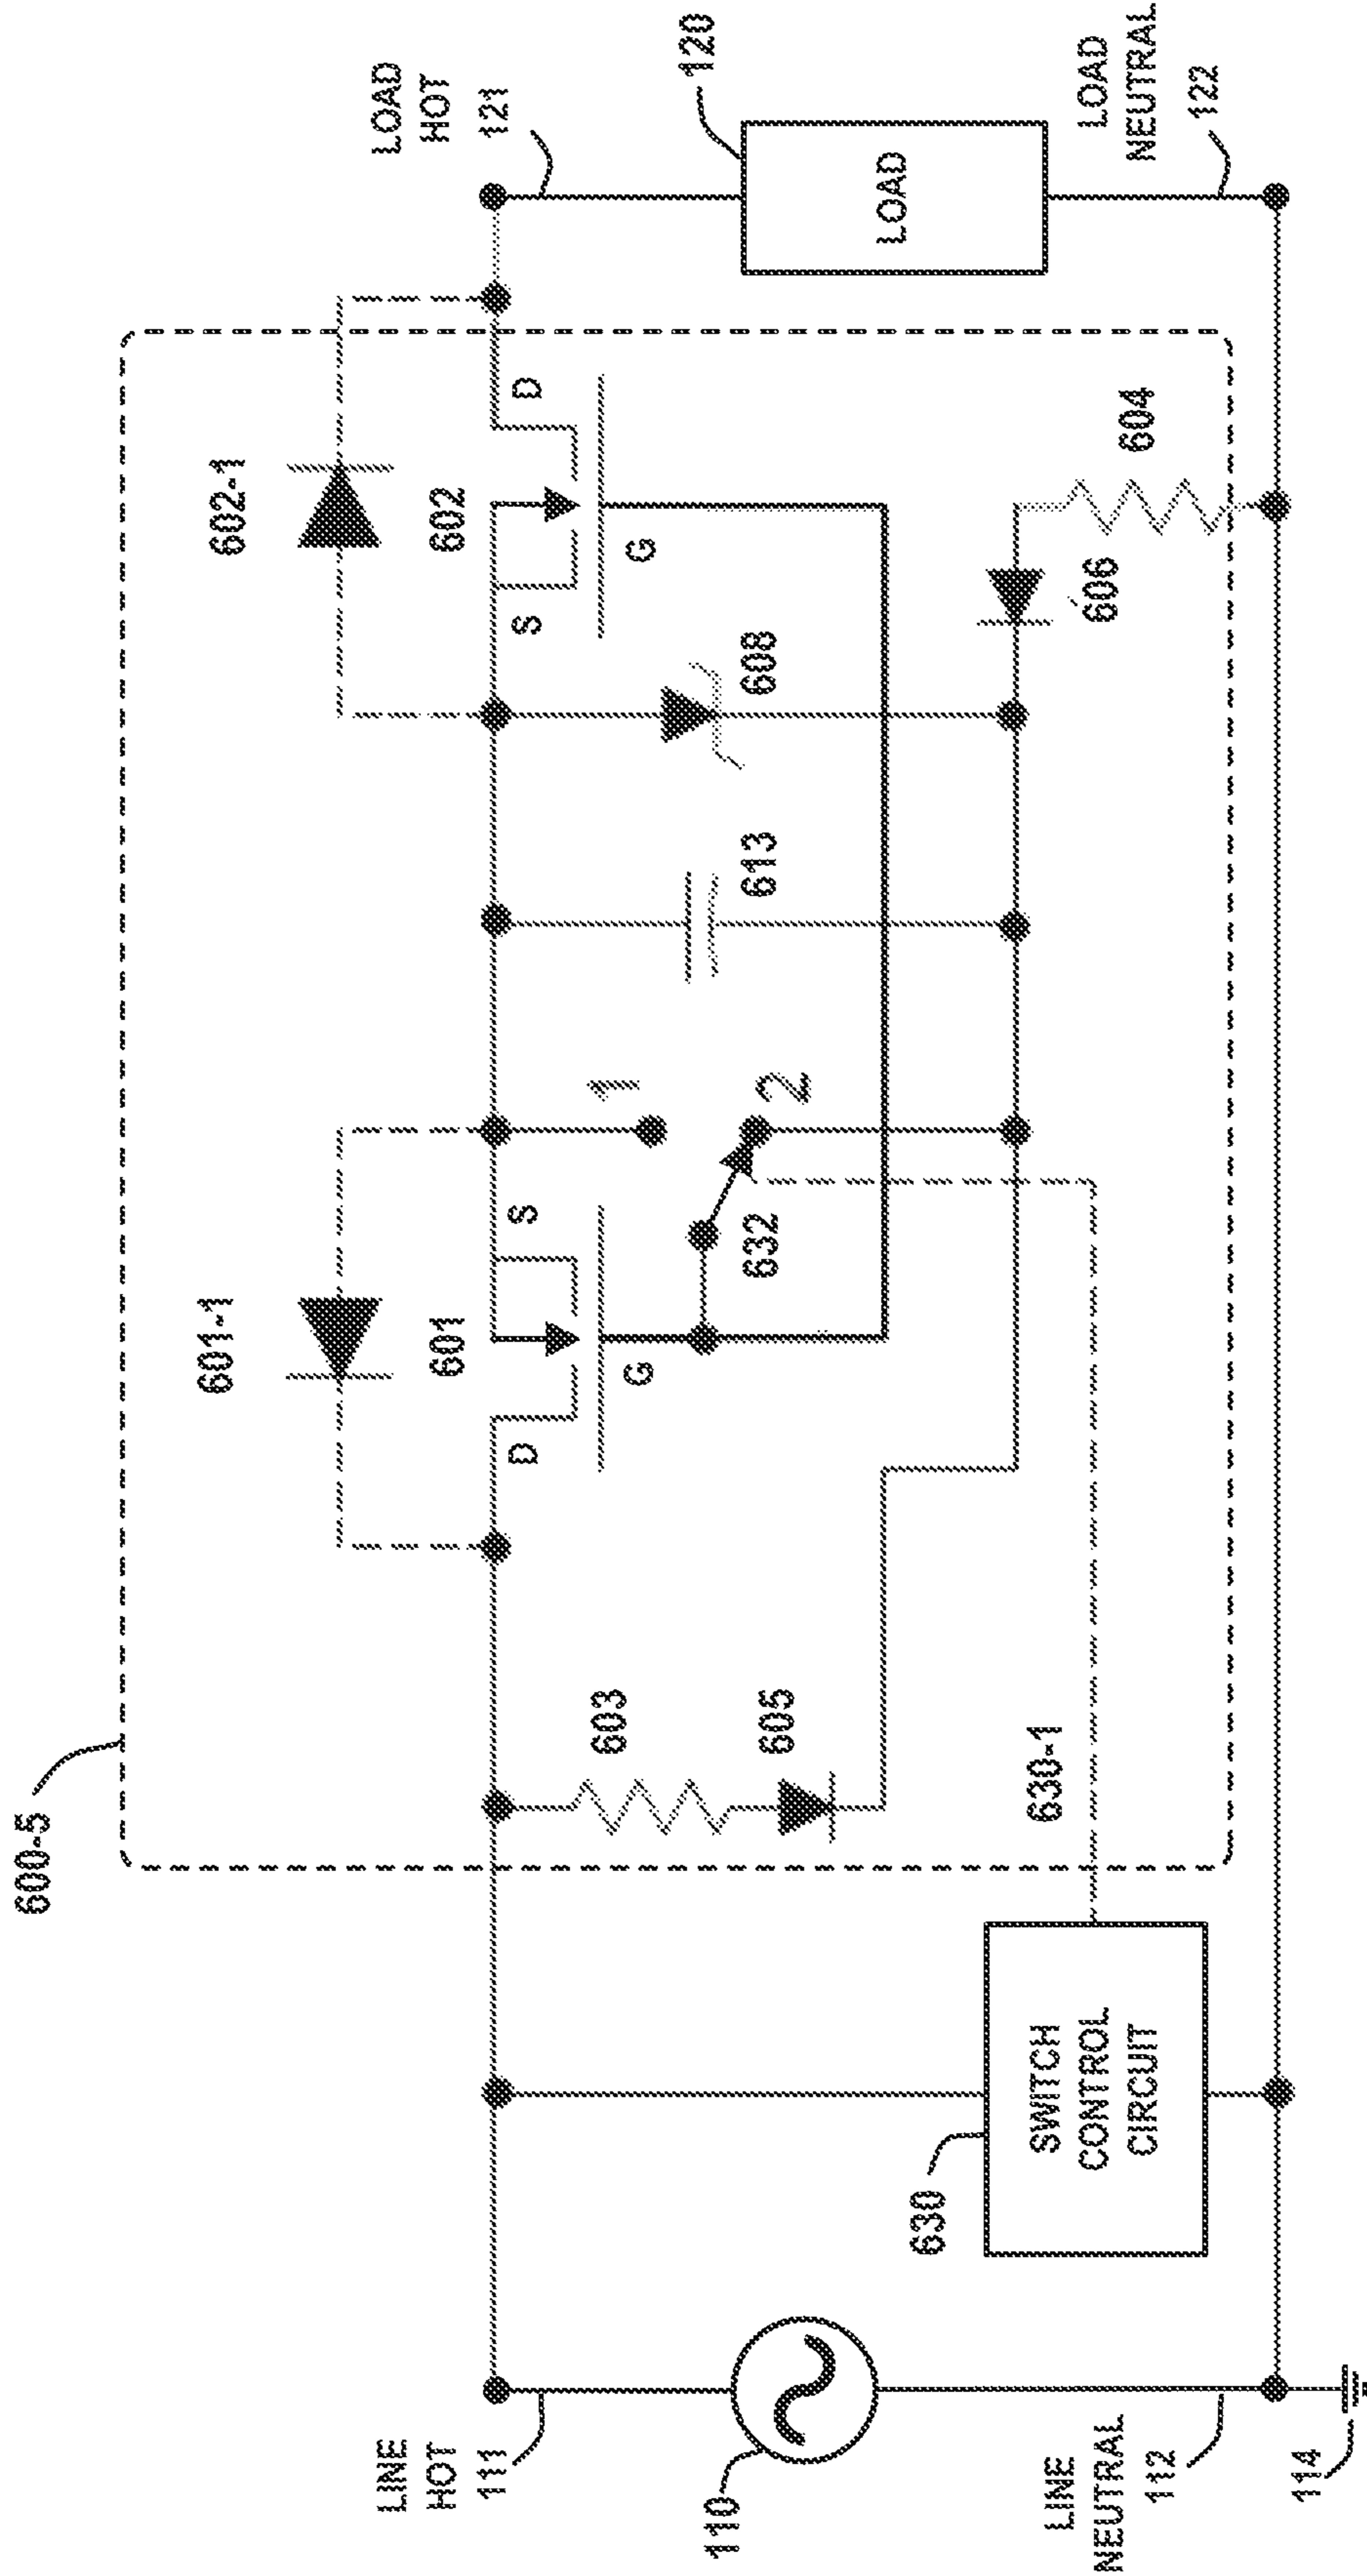 600-5
601-1
602-1
LINE
HOT
111
601
602
LOAD
HOT
121
D
S
S
D
G
G
603
1
605
632
2
613
608
110
120
LOAD
630
SWITCH
CONTROL
CIRCUIT
630-1
606
604
LINE
NEUTRAL
112
LOAD
NEUTRAL
122
114